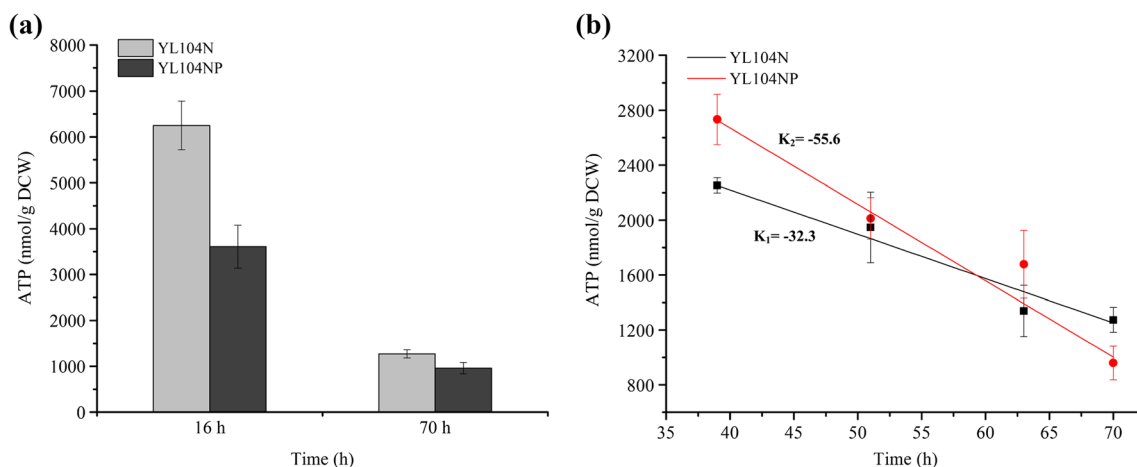 (a)
YL104N
YL104NP
8000
7000
6000
5000
4000
3000
2000
1000
0
ATP (nmol/g DCW)
16 h
70 h
Time (h)
(b)
YL104N
YL104NP
3200
2800
2400
2000
1600
1200
800
ATP (nmol/g DCW)
K₂= -55.6
K₁= -32.3
35 40 45 50 55 60 65 70
Time (h)